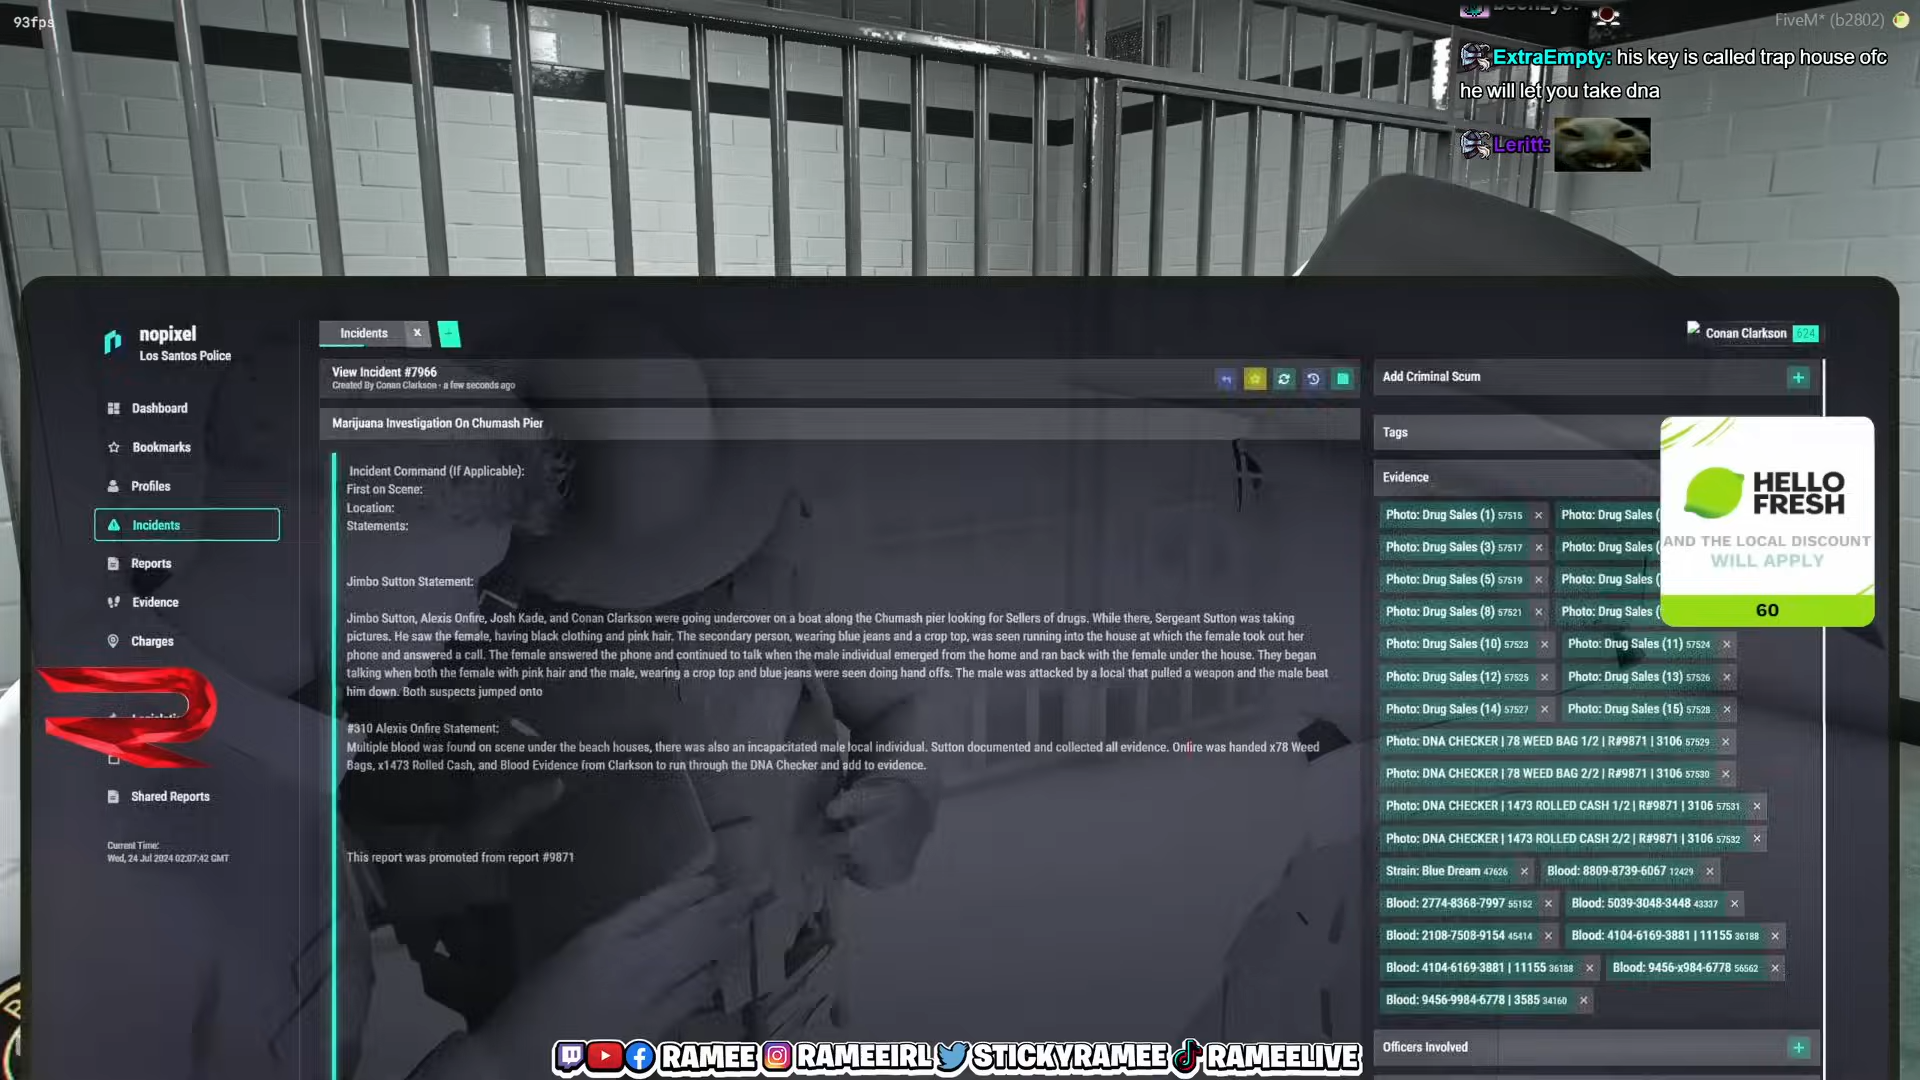 93fps
FiveM* (b2802)
ExtraEmpty: his key is called trap house ofc
he will let you take dna
Leritt:
nopixel
Los Santos Police
Dashboard
Bookmarks
Profiles
Incidents
Reports
Evidence
Charges
Shared Reports
Current Time:
Wed, 24 Jul 2024 02:07:42 GMT
Incidents x
View Incident #7966
Created By Conan Clarkson - a few seconds ago
Marijuana Investigation On Chumash Pier
Incident Command (If Applicable):
First on Scene:
Location:
Statements:
Jimbo Sutton Statement:
Jimbo Sutton, Alexis Onfire, Josh Kade, and Conan Clarkson were going undercover on a boat along the Chumash pier looking for Sellers of drugs. While there, Sergeant Sutton was taking
pictures. He saw the female, having black clothing and pink hair. The secondary person, wearing blue jeans and a crop top, was seen running into the house at which the female took out her
phone and answered a call. The female answered the phone and continued to talk when the male individual emerged from the home and ran back with the female under the house. They began
talking when both the female with pink hair and the male, wearing a crop top and blue jeans were seen doing hand offs. The male was attacked by a local that pulled a weapon and the male beat
him down. Both suspects jumped onto
#310 Alexis Onfire Statement:
Multiple blood was found on scene under the beach houses, there was also an incapacitated male local individual. Sutton documented and collected all evidence. Onfire was handed x78 Weed
Bags, x1473 Rolled Cash, and Blood Evidence from Clarkson to run through the DNA Checker and add to evidence.
This report was promoted from report #9871
Conan Clarkson 624
Add Criminal Scum +
Tags
Evidence
Photo: Drug Sales (1) 57515 x Photo: Drug Sales (
Photo: Drug Sales (3) 57517 x Photo: Drug Sales (
Photo: Drug Sales (5) 57519 x Photo: Drug Sales (
Photo: Drug Sales (8) 57521 x Photo: Drug Sales (
Photo: Drug Sales (10) 57523 x Photo: Drug Sales (11) 57524 x
Photo: Drug Sales (12) 57525 x Photo: Drug Sales (13) 57526 x
Photo: Drug Sales (14) 57527 x Photo: Drug Sales (15) 57528 x
Photo: DNA CHECKER | 78 WEED BAG 1/2 | R#9871 | 3106 57529 x
Photo: DNA CHECKER | 78 WEED BAG 2/2 | R#9871 | 3106 57530 x
Photo: DNA CHECKER | 1473 ROLLED CASH 1/2 | R#9871 | 3106 57531 x
Photo: DNA CHECKER | 1473 ROLLED CASH 2/2 | R#9871 | 3106 57532 x
Strain: Blue Dream 47626 x Blood: 8809-8739-6067 12429 x
Blood: 2774-8368-7997 55152 x Blood: 5039-3048-3448 43337 x
Blood: 2108-7508-9154 45414 x Blood: 4104-6169-3881 | 11155 36188 x
Blood: 4104-6169-3881 | 11155 36188 x Blood: 9456-x984-6778 56562 x
Blood: 9456-9984-6778 | 3585 34160 x
Officers Involved +
HELLO
FRESH
AND THE LOCAL DISCOUNT
WILL APPLY
60
RAMEE RAMEEIRL STICKYRAMEE RAMEELIVE